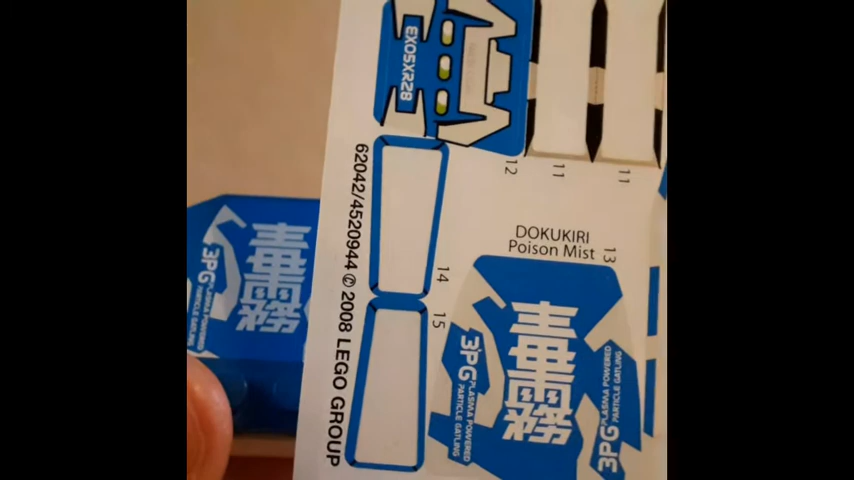 EX05XR28
12
11
11
62042/4520944 © 2008 LEGO GROUP
14
15
DOKUKIRI
Poison Mist
13
毒霧
3PG PLASMA POWERED
PARTICLE GATLING
3PG PLASMA POWERED
PARTICLE GATLING
毒霧
3PG PLASMA POWERED
PARTICLE GATLING